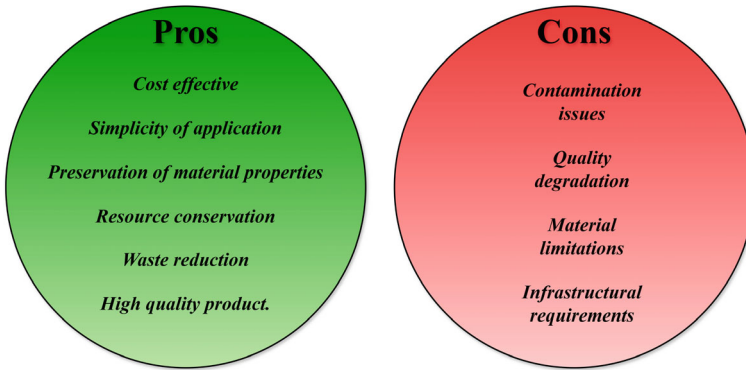 Pros
Cost effective
Simplicity of application
Preservation of material properties
Resource conservation
Waste reduction
High quality product.
Cons
Contamination
issues
Quality
degradation
Material
limitations
Infrastructural
requirements